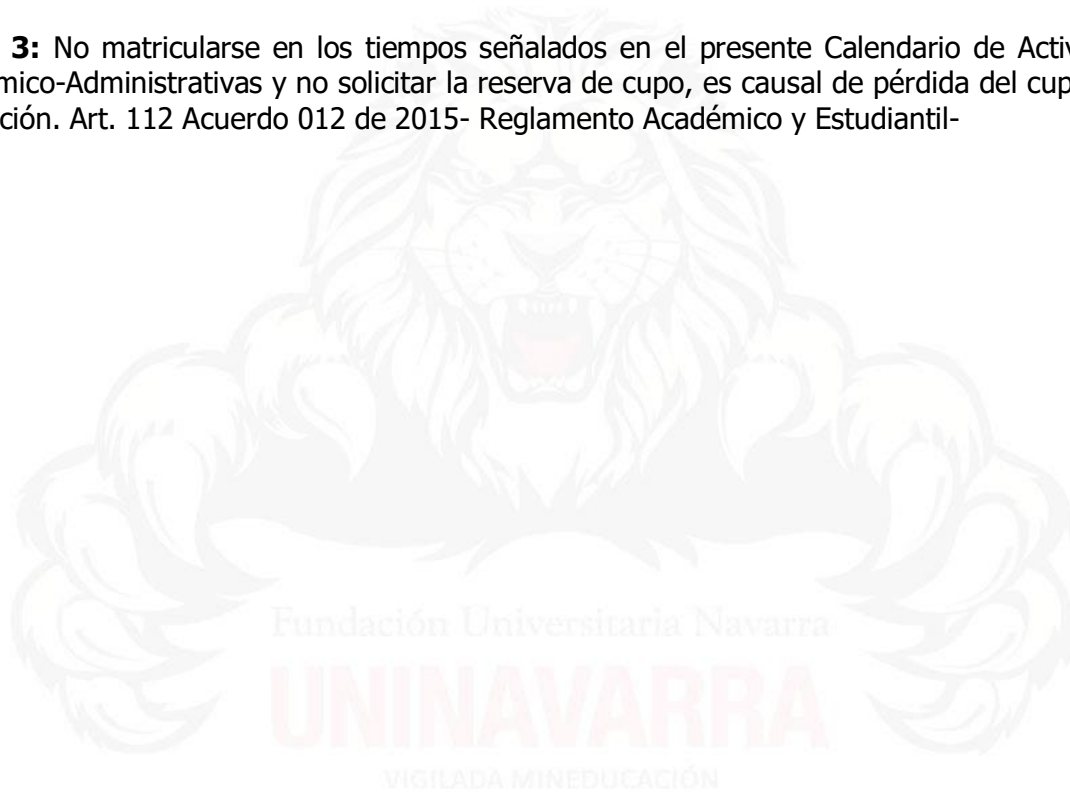 3: No matricularse en los tiempos señalados en el presente Calendario de Activ
mico-Administrativas y no solicitar la reserva de cupo, es causal de pérdida del cup
ción. Art. 112 Acuerdo 012 de 2015- Reglamento Académico y Estudiantil-
Fundación Universitaria Navarra
UNINAVARRA
VIGILADA MINEDUCACIÓN